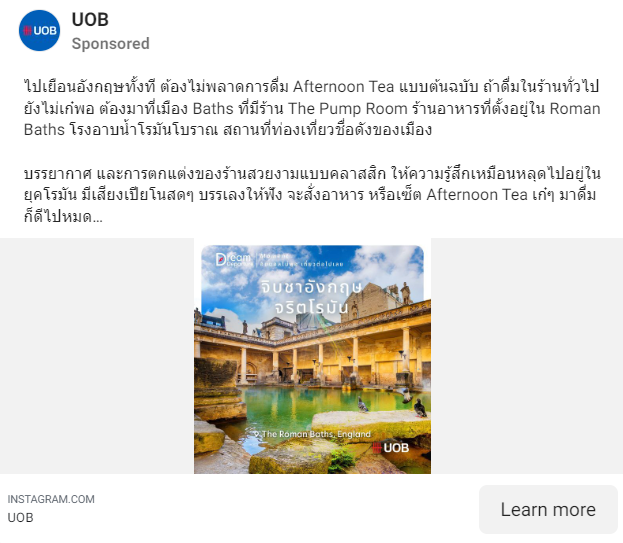 UOB
UOB
Sponsored
ไปเยือนอังกฤษทั้งที ต้องไม่พลาดการดื่ม Afternoon Tea แบบต้นฉบับ ถ้าดื่มในร้านทั่วไป
ยังไม่เก๋พอ ต้องมาที่เมือง Baths ที่มีร้าน The Pump Room ร้านอาหารที่ตั้งอยู่ใน Roman
Baths โรงอาบน้ำโรมันโบราณ สถานที่ท่องเที่ยวชื่อดังของเมือง
บรรยากาศ และการตกแต่งของร้านสวยงามแบบคลาสสิก ให้ความรู้สึกเหมือนหลุดไปอยู่ใน
ยุคโรมัน มีเสียงเปียโนสดๆ บรรเลงให้ฟัง จะสั่งอาหาร หรือเซ็ต Afternoon Tea เก๋ๆ มาดื่ม
ก็ดีไปหมด...
Dream
จิบชาอังกฤษ
จริตโรมัน
The Roman Baths, England
UOB
INSTAGRAM.COM
UOB
Learn more